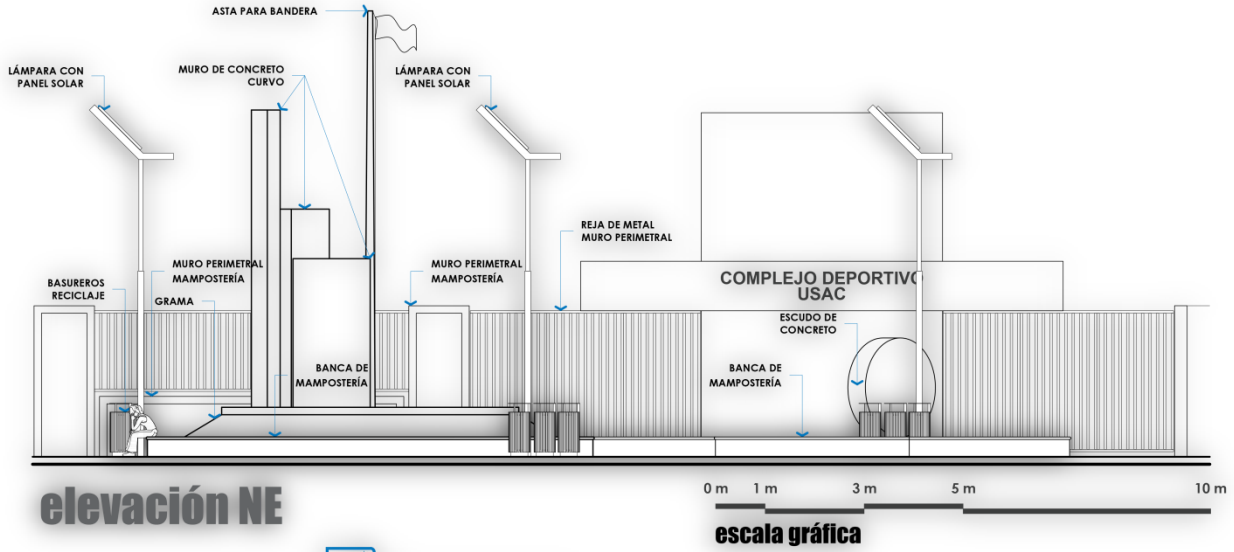 ASTA PARA BANDERA
LÁMPARA CON
PANEL SOLAR
MURO DE CONCRETO
CURVO
LÁMPARA CON
PANEL SOLAR
REJA DE METAL
MURO PERIMETRAL
MURO PERIMETRAL
MAMPOSTERÍA
MURO PERIMETRAL
MAMPOSTERÍA
BASUREROS
RECICLAJE
GRAMA
COMPLEJO DEPORTIVO
USAC
ESCUDO DE
CONCRETO
BANCA DE
MAMPOSTERÍA
BANCA DE
MAMPOSTERÍA
elevación NE
0 m 1 m 3 m 5 m 10 m
escala gráfica